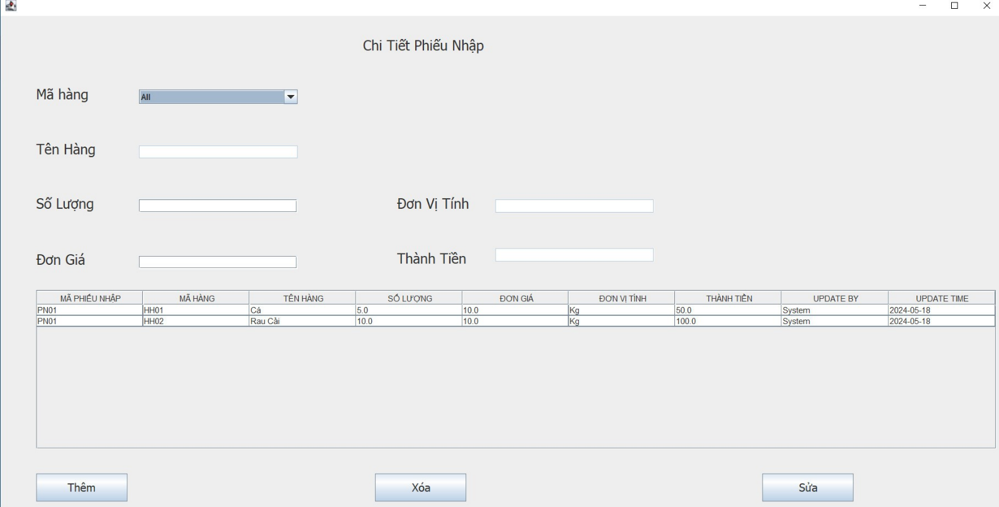 Chi Tiết Phiếu Nhập
Mã hàng All
Tên Hàng
Số Lượng Đơn Vị Tính
Đơn Giá Thành Tiền
MÃ PHIẾU NHẬP MÃ HÀNG TÊN HÀNG SỐ LƯỢNG ĐƠN GIÁ ĐƠN VỊ TÍNH THÀNH TIỀN UPDATE BY UPDATE TIME
PN01 HH01 Cá 5.0 10.0 Kg 50.0 System 2024-05-18
PN01 HH02 Rau Cải 10.0 10.0 Kg 100.0 System 2024-05-18
Thêm Xóa Sửa